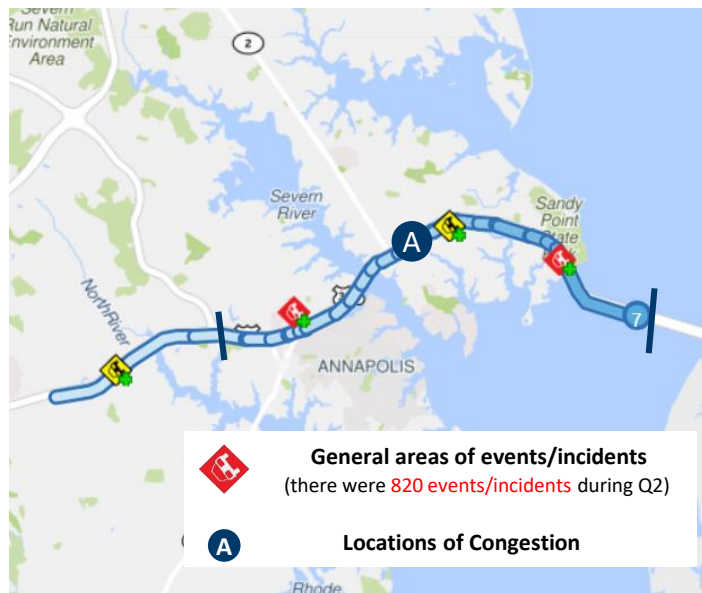 Severn
Run Natural
Environment
Area
2
Severn
River
Sandy
Point
State
A
7
NorthRiver
ANNAPOLIS
General areas of events/incidents
(there were 820 events/incidents during Q2)
A
Locations of Congestion
Rhode